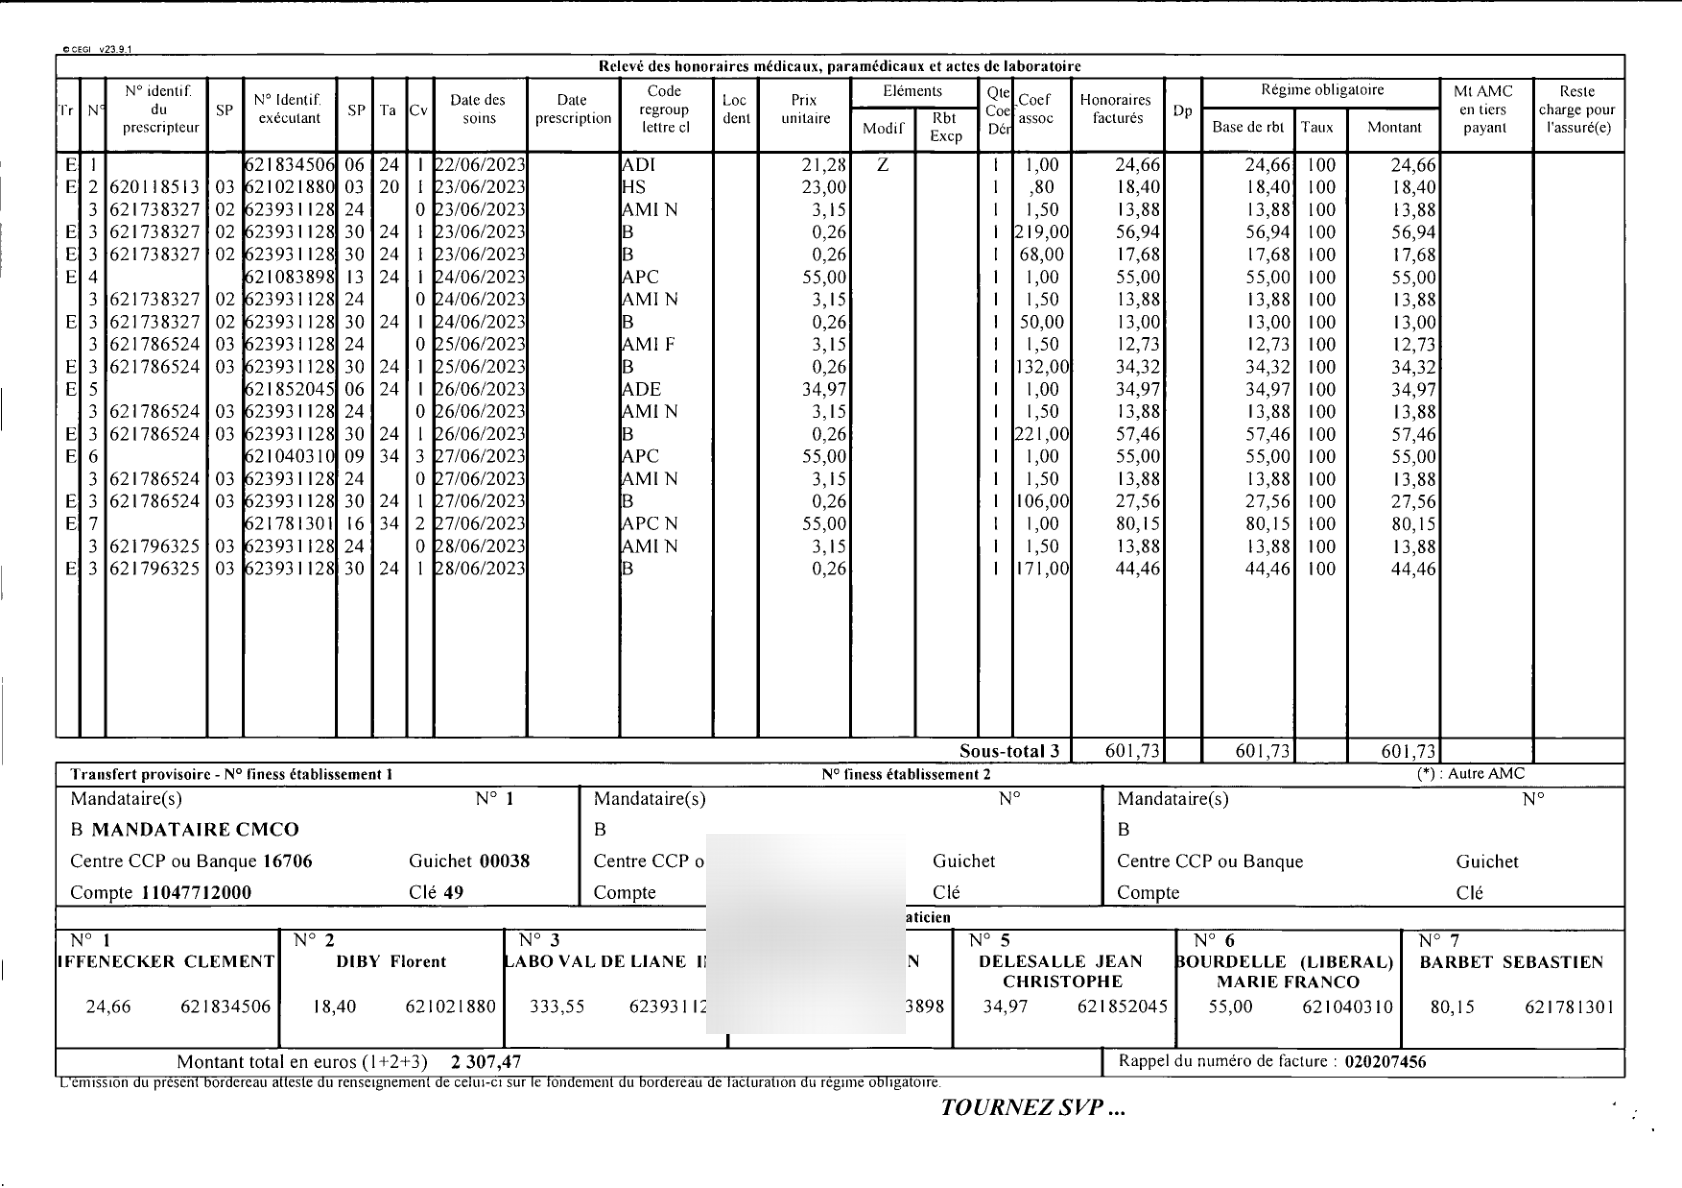 © CEGI v23.9.1
Relevé des honoraires médicaux, paramédicaux et actes de laboratoire
Tr N° N° identif. du prescripteur SP N° Identif. exécutant SP Ta Cv Date des soins Date prescription Code regroup lettre cl Loc dent Prix unitaire Eléments Modif Rbt Excp Qte Coe Dér Coef assoc Honoraires facturés Dp Régime obligatoire Base de rbt Taux Montant Mt AMC en tiers payant Reste charge pour l'assuré(e)
E 1 621834506 06 24 1 22/06/2023 ADI 21,28 Z 1 1,00 24,66 24,66 100 24,66
E 2 620118513 03 621021880 03 20 1 23/06/2023 HS 23,00 1 ,80 18,40 18,40 100 18,40
3 621738327 02 623931128 24 0 23/06/2023 AMI N 3,15 1 1,50 13,88 13,88 100 13,88
E 3 621738327 02 623931128 30 24 1 23/06/2023 B 0,26 1 219,00 56,94 56,94 100 56,94
E 3 621738327 02 623931128 30 24 1 23/06/2023 B 0,26 1 68,00 17,68 17,68 100 17,68
E 4 621083898 13 24 1 24/06/2023 APC 55,00 1 1,00 55,00 55,00 100 55,00
3 621738327 02 623931128 24 0 24/06/2023 AMI N 3,15 1 1,50 13,88 13,88 100 13,88
E 3 621738327 02 623931128 30 24 1 24/06/2023 B 0,26 1 50,00 13,00 13,00 100 13,00
3 621786524 03 623931128 24 0 25/06/2023 AMI F 3,15 1 1,50 12,73 12,73 100 12,73
E 3 621786524 03 623931128 30 24 1 25/06/2023 B 0,26 1 132,00 34,32 34,32 100 34,32
E 5 621852045 06 24 1 26/06/2023 ADE 34,97 1 1,00 34,97 34,97 100 34,97
3 621786524 03 623931128 24 0 26/06/2023 AMI N 3,15 1 1,50 13,88 13,88 100 13,88
E 3 621786524 03 623931128 30 24 1 26/06/2023 B 0,26 1 221,00 57,46 57,46 100 57,46
E 6 621040310 09 34 3 27/06/2023 APC 55,00 1 1,00 55,00 55,00 100 55,00
3 621786524 03 623931128 24 0 27/06/2023 AMI N 3,15 1 1,50 13,88 13,88 100 13,88
E 3 621786524 03 623931128 30 24 1 27/06/2023 B 0,26 1 106,00 27,56 27,56 100 27,56
E 7 621781301 16 34 2 27/06/2023 APC N 55,00 1 1,00 80,15 80,15 100 80,15
3 621796325 03 623931128 24 0 28/06/2023 AMI N 3,15 1 1,50 13,88 13,88 100 13,88
E 3 621796325 03 623931128 30 24 1 28/06/2023 B 0,26 1 171,00 44,46 44,46 100 44,46
Sous-total 3 601,73 601,73 601,73
Transfert provisoire - N° finess établissement 1 N° finess établissement 2 (*) : Autre AMC
Mandataire(s) N° 1 Mandataire(s) N° Mandataire(s) N°
B MANDATAIRE CMCO B B
Centre CCP ou Banque 16706 Guichet 00038 Centre CCP o Guichet Centre CCP ou Banque Guichet
Compte 11047712000 Clé 49 Compte Clé Compte Clé
aticien
N° 1 N° 2 N° 3 N° 5 N° 6 N° 7
IFFENECKER CLEMENT DIBY Florent LABO VAL DE LIANE N DELESALLE JEAN BOURDELLE (LIBERAL) BARBET SEBASTIEN
CHRISTOPHE MARIE FRANCO
24,66 621834506 18,40 621021880 333,55 62393112 3898 34,97 621852045 55,00 621040310 80,15 621781301
Montant total en euros (1+2+3) 2 307,47 Rappel du numéro de facture : 020207456
L'émission du présent bordereau atteste du renseignement de celui-ci sur le fondement du bordereau de facturation du régime obligatoire.
TOURNEZ SVP ...